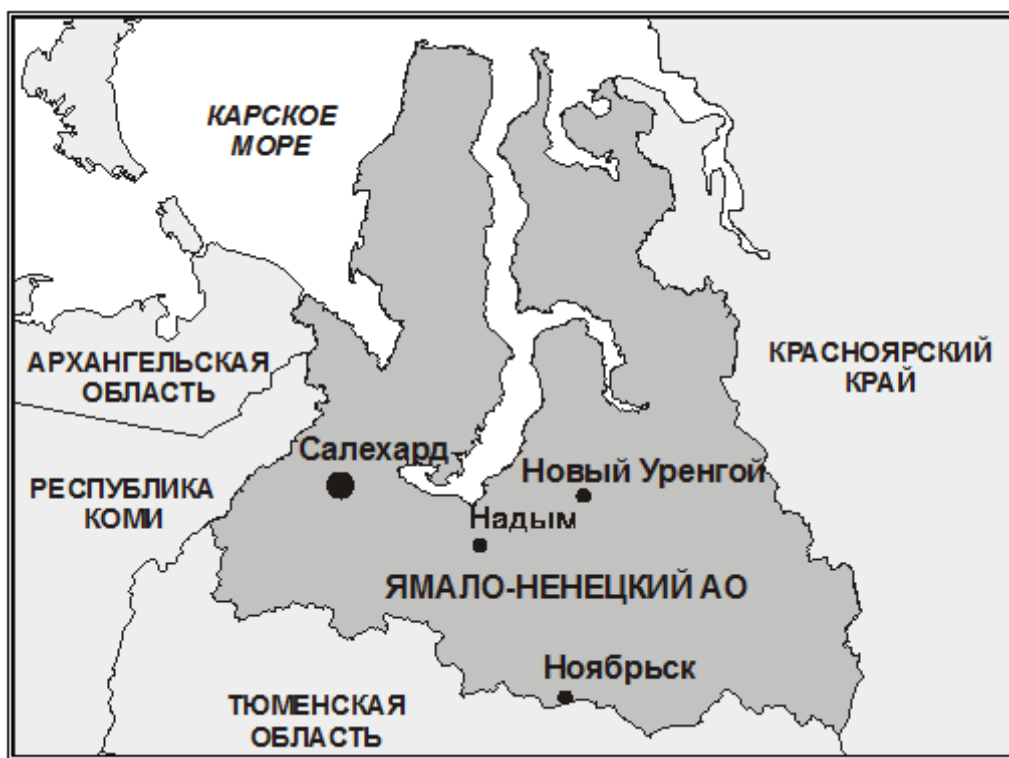 КАРСКОЕ
МОРЕ
АРХАНГЕЛЬСКАЯ
ОБЛАСТЬ
КРАСНОЯРСКИЙ
КРАЙ
Салехард
Новый Уренгой
РЕСПУБЛИКА
КОМИ
Надым
ЯМАЛО-НЕНЕЦКИЙ АО
Ноябрьск
ТЮМЕНСКАЯ
ОБЛАСТЬ